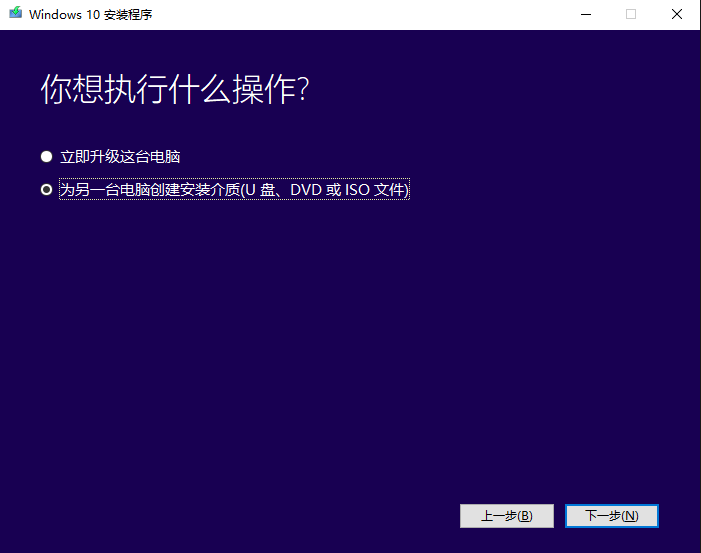 Windows 10 安装程序
你想执行什么操作?
立即升级这台电脑
为另一台电脑创建安装介质(U 盘、DVD 或 ISO 文件)
上一步(B) 下一步(N)